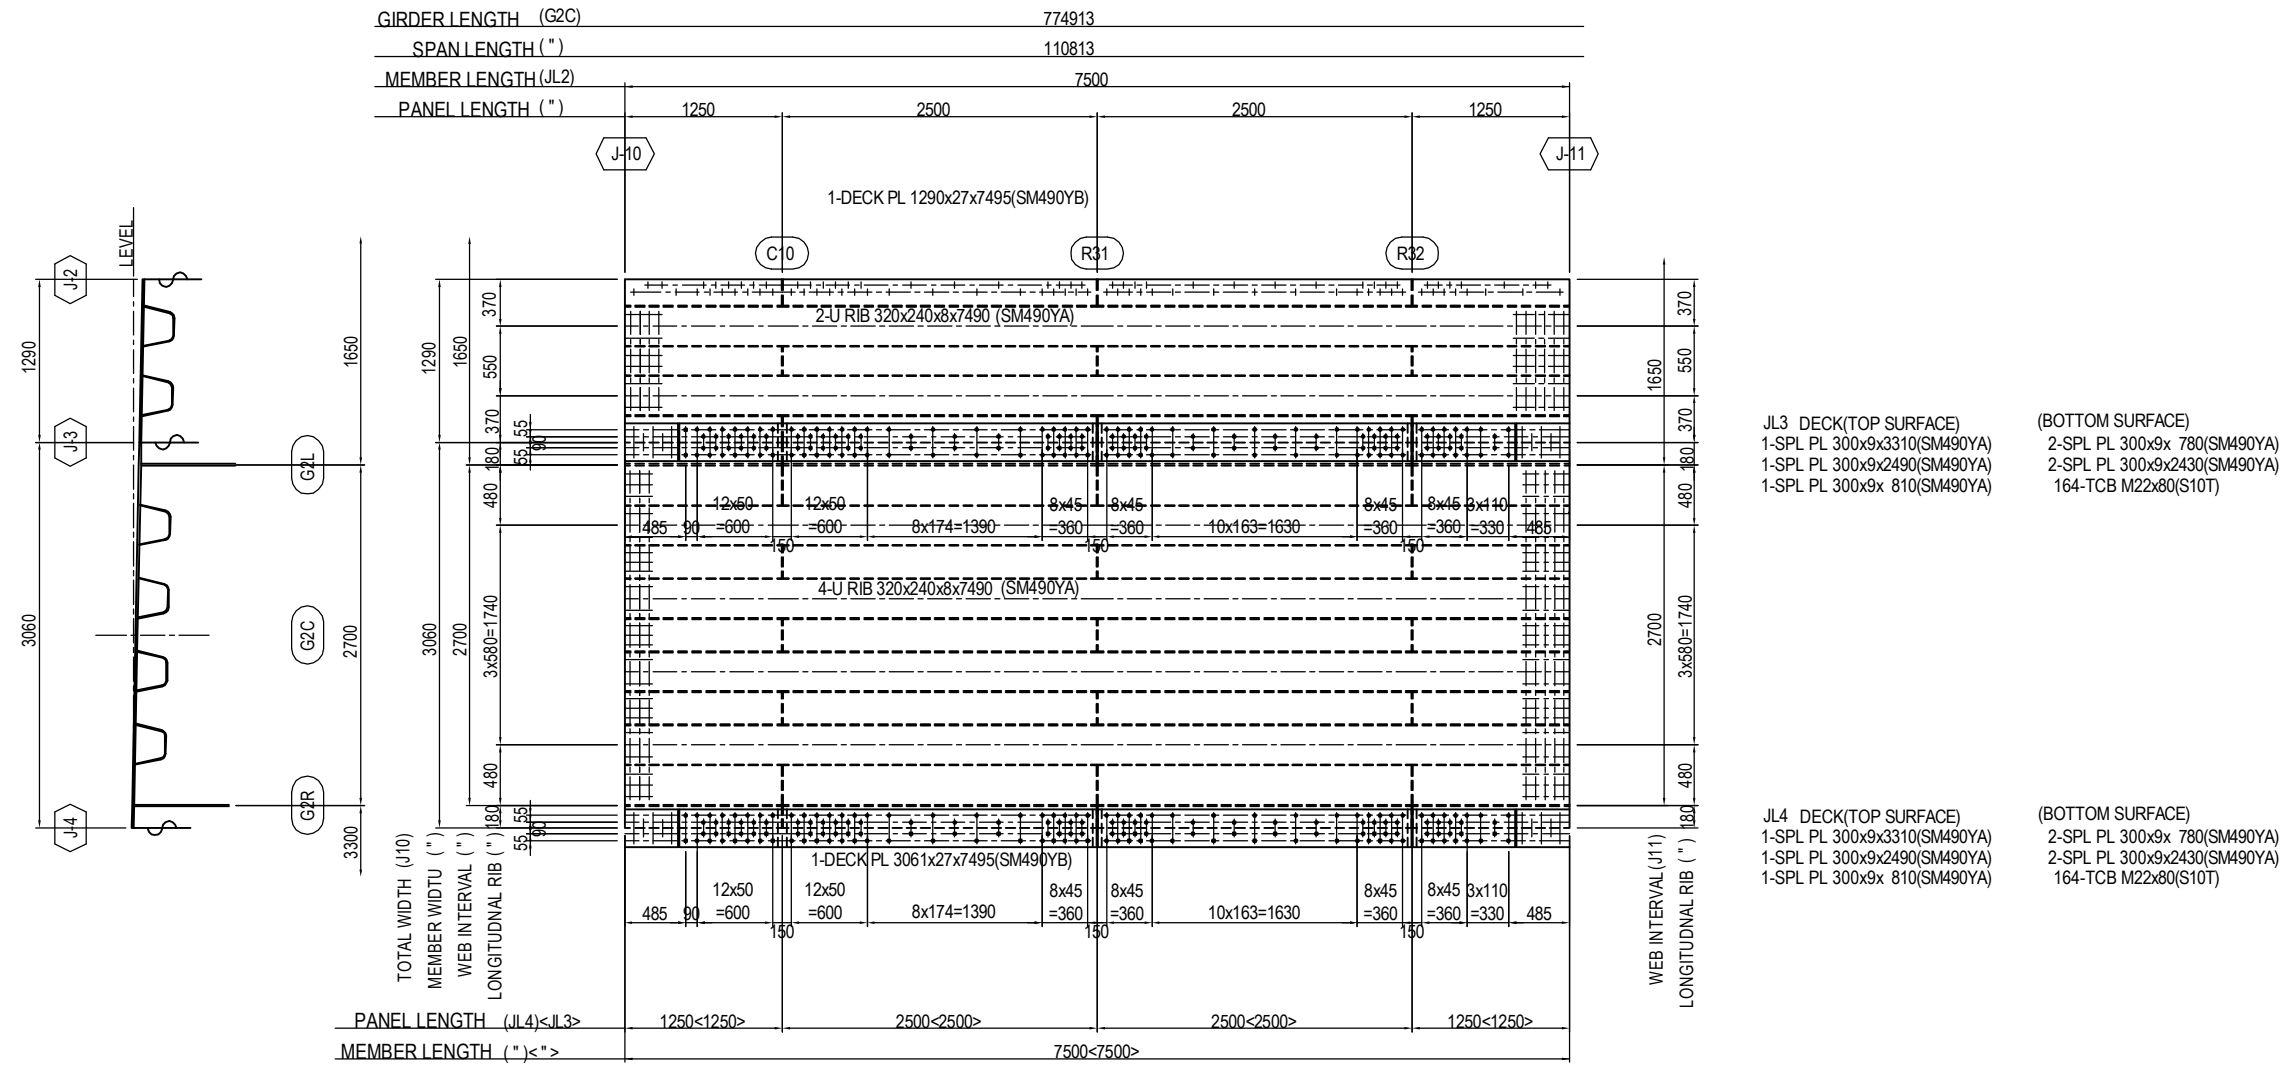 GIRDER LENGTH (G2C) 774913
SPAN LENGTH ( " ) 110813
MEMBER LENGTH (JL2) 7500
PANEL LENGTH ( " ) 1250 2500 2500 1250
J-10 J-11
1-DECK PL 1290x27x7495(SM490YB)
C10 R31 R32
LEVEL
J-2
J-3
J-4
1290
3060
G2L
G2C
G2R
1650
2700
3300
1290
3060
1650
2700
370
550
370
180
480
3x580=1740
480
180
55
90
55
55
90
55
2-U RIB 320x240x8x7490 (SM490YA)
12x50 12x50 8x45 8x45 8x45 8x45 3x110
485 90 =600 =600 8x174=1390 =360 =360 10x163=1630 =360 =360 =330 485
150 150 150
4-U RIB 320x240x8x7490 (SM490YA)
1-DECK PL 3061x27x7495(SM490YB)
12x50 12x50 8x45 8x45 8x45 8x45 3x110
485 90 =600 =600 8x174=1390 =360 =360 10x163=1630 =360 =360 =330 485
150 150 150
TOTAL WIDTH (J10)
MEMBER WIDTU ( " )
WEB INTERVAL ( " )
LONGITUDNAL RIB ( " )
1650
2700
370
550
370
180
480
3x580=1740
480
180
WEB INTERVAL (J11)
LONGITUDNAL RIB ( " )
JL3 DECK(TOP SURFACE) (BOTTOM SURFACE)
1-SPL PL 300x9x3310(SM490YA) 2-SPL PL 300x9x 780(SM490YA)
1-SPL PL 300x9x2490(SM490YA) 2-SPL PL 300x9x2430(SM490YA)
1-SPL PL 300x9x 810(SM490YA) 164-TCB M22x80(S10T)
JL4 DECK(TOP SURFACE) (BOTTOM SURFACE)
1-SPL PL 300x9x3310(SM490YA) 2-SPL PL 300x9x 780(SM490YA)
1-SPL PL 300x9x2490(SM490YA) 2-SPL PL 300x9x2430(SM490YA)
1-SPL PL 300x9x 810(SM490YA) 164-TCB M22x80(S10T)
PANEL LENGTH (JL4)<JL3> 1250<1250> 2500<2500> 2500<2500> 1250<1250>
MEMBER LENGTH ( " )< " > 7500<7500>